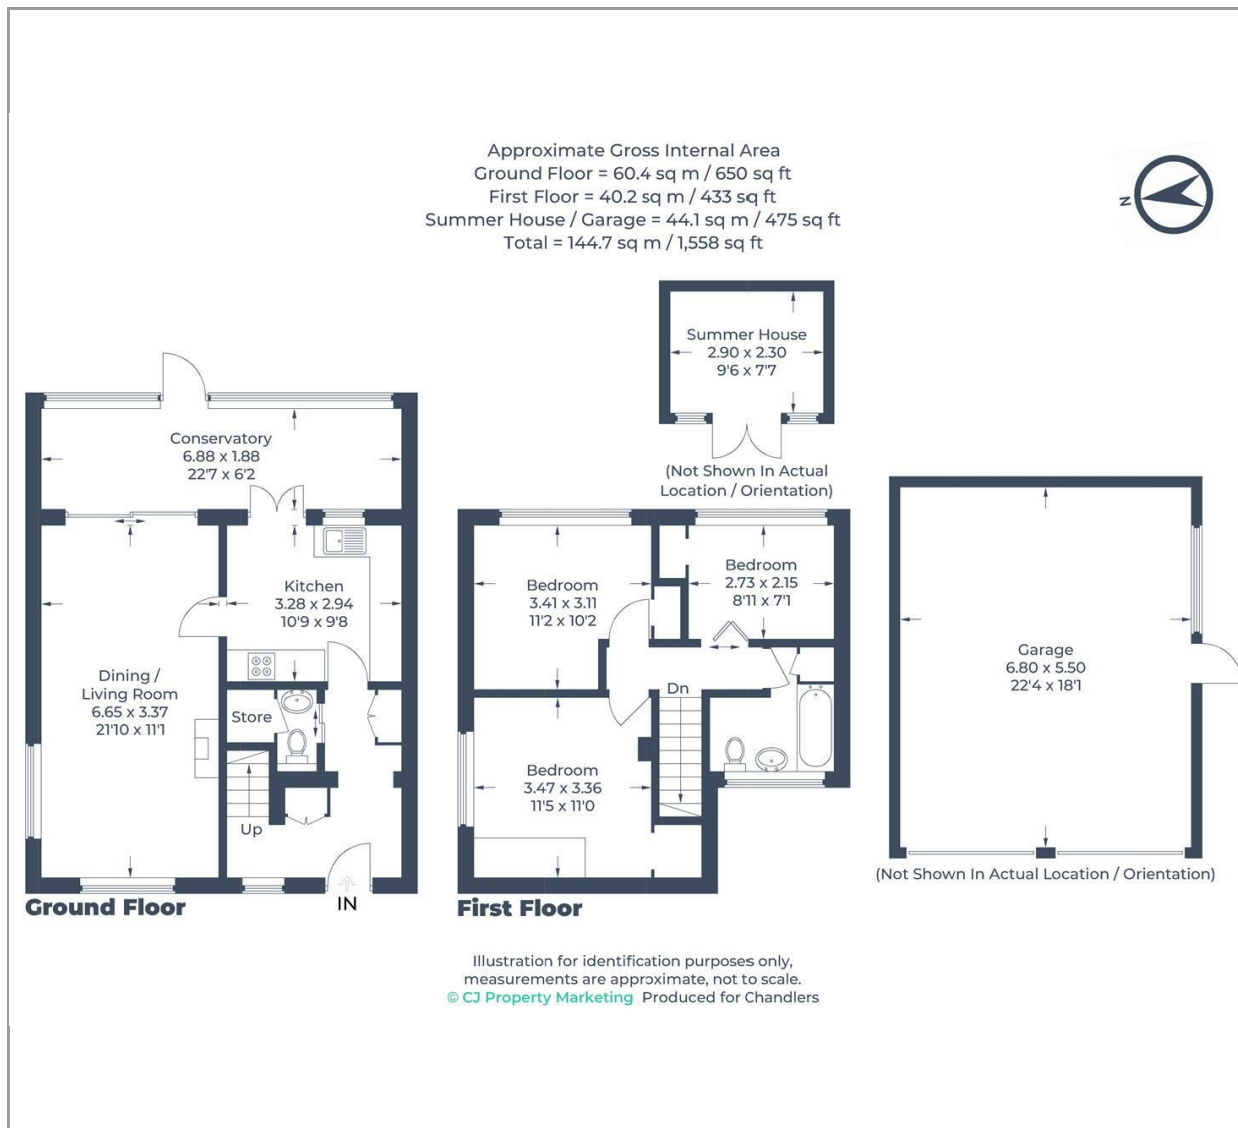 Approximate Gross Internal Area
Ground Floor = 60.4 sq m / 650 sq ft
First Floor = 40.2 sq m / 433 sq ft
Summer House / Garage = 44.1 sq m / 475 sq ft
Total = 144.7 sq m / 1,558 sq ft
N
Summer House
2.90 x 2.30
9'6 x 7'7
(Not Shown In Actual
Location / Orientation)
Conservatory
6.88 x 1.88
22'7 x 6'2
Kitchen
3.28 x 2.94
10'9 x 9'8
Dining /
Living Room
6.65 x 3.37
21'10 x 11'1
Store
Up
IN
Ground Floor
Bedroom
3.41 x 3.11
11'2 x 10'2
Bedroom
2.73 x 2.15
8'11 x 7'1
Dn
Bedroom
3.47 x 3.36
11'5 x 11'0
First Floor
Garage
6.80 x 5.50
22'4 x 18'1
(Not Shown In Actual Location / Orientation)
Illustration for identification purposes only,
measurements are approximate, not to scale.
© CJ Property Marketing Produced for Chandlers